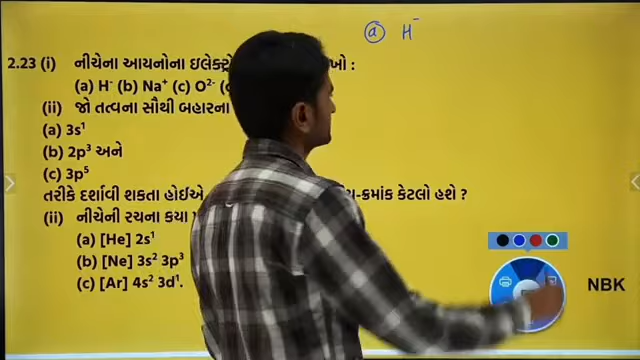 ⓐ H⁻
2.23 (i) નીચેના આયનોના ઇલેક્ટ્રો ખો :
(a) H⁻ (b) Na⁺ (c) O²⁻
(ii) જો તત્વના સૌથી બહારના
(a) 3s¹
(b) 2p³ અને
(c) 3p⁵
તરીકે દર્શાવી શકતા હોઈએ -ક્રમાંક કેટલો હશે ?
(ii) નીચેની રચના કયા
(a) [He] 2s¹
(b) [Ne] 3s² 3p³
(c) [Ar] 4s² 3d¹.
NBK